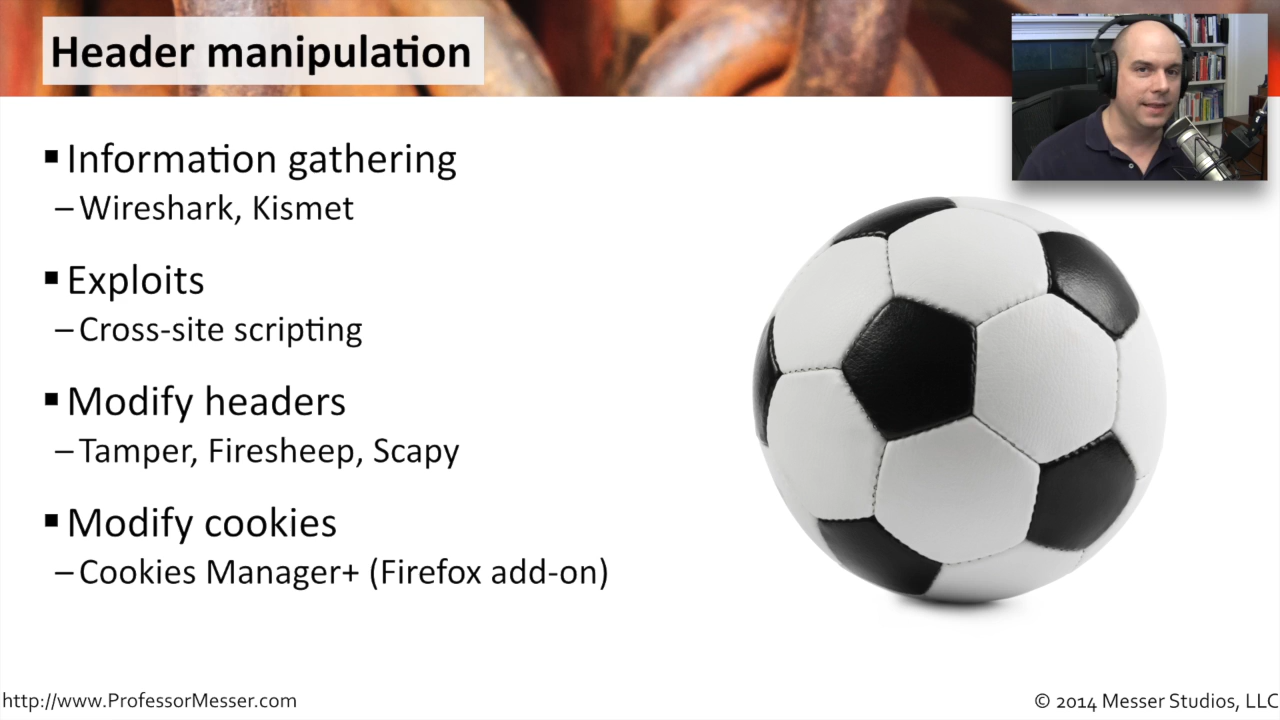 Header manipulation
▪ Information gathering
– Wireshark, Kismet
▪ Exploits
– Cross-site scripting
▪ Modify headers
– Tamper, Firesheep, Scapy
▪ Modify cookies
– Cookies Manager+ (Firefox add-on)
http://www.ProfessorMesser.com
© 2014 Messer Studios, LLC